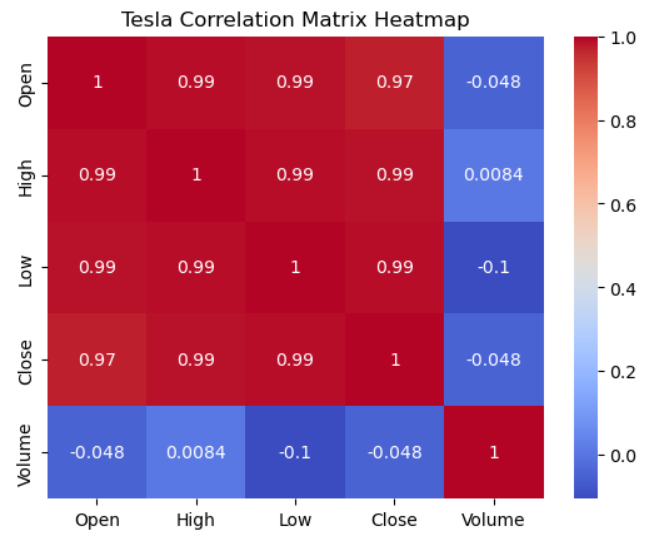 Tesla Correlation Matrix Heatmap
Open 1 0.99 0.99 0.97 -0.048
High 0.99 1 0.99 0.99 0.0084
Low 0.99 0.99 1 0.99 -0.1
Close 0.97 0.99 0.99 1 -0.048
Volume -0.048 0.0084 -0.1 -0.048 1
Open High Low Close Volume
1.0
0.8
0.6
0.4
0.2
0.0